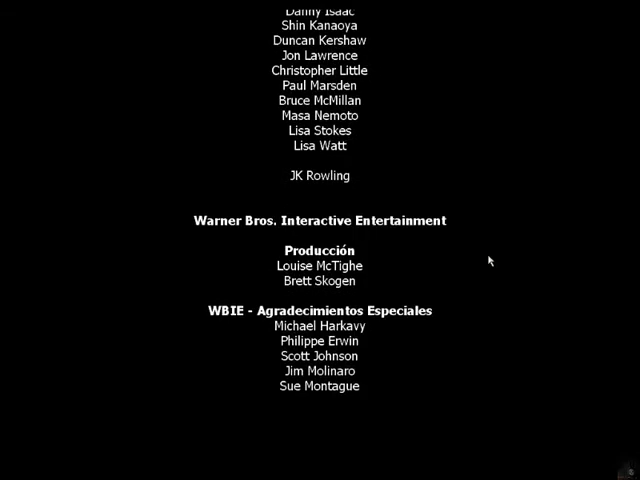 Danny Isaac
Shin Kanaoya
Duncan Kershaw
Jon Lawrence
Christopher Little
Paul Marsden
Bruce McMillan
Masa Nemoto
Lisa Stokes
Lisa Watt
JK Rowling
Warner Bros. Interactive Entertainment
Producción
Louise McTighe
Brett Skogen
WBIE - Agradecimientos Especiales
Michael Harkavy
Philippe Erwin
Scott Johnson
Jim Molinaro
Sue Montague